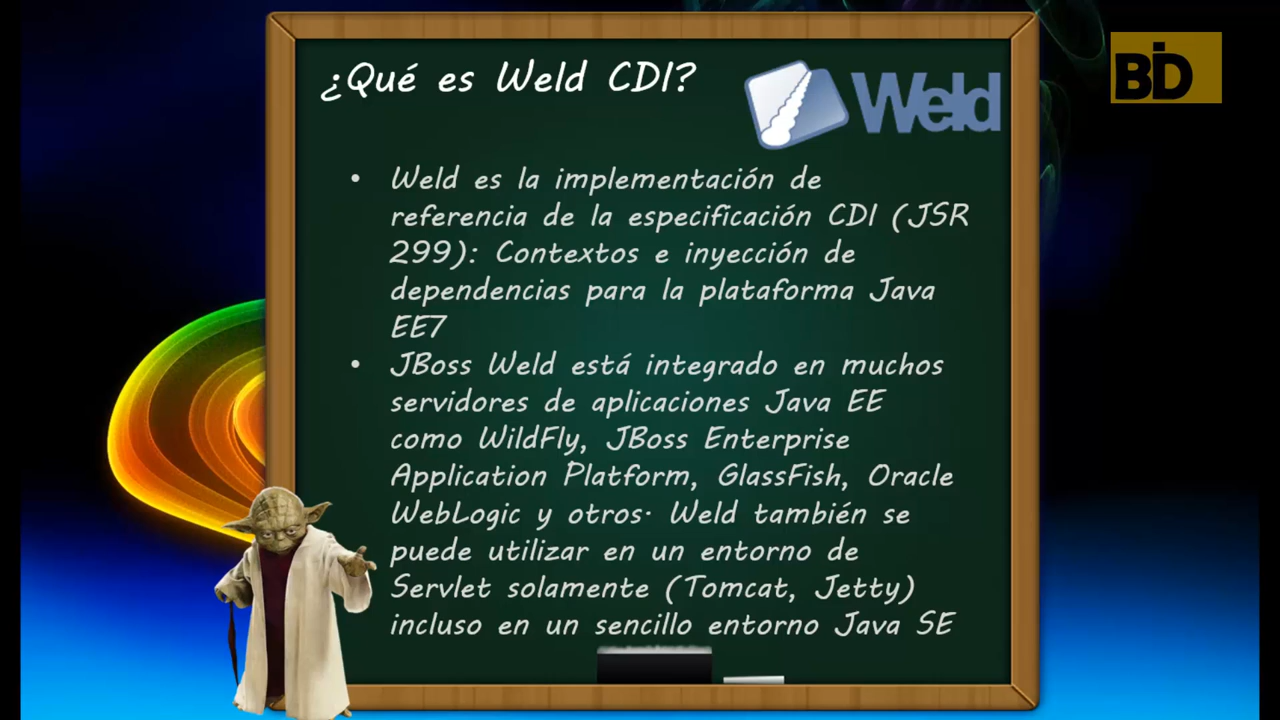 ¿Qué es Weld CDI?
Weld
BID
• Weld es la implementación de
referencia de la especificación CDI (JSR
299): Contextos e inyección de
dependencias para la plataforma Java
EE7
• JBoss Weld está integrado en muchos
servidores de aplicaciones Java EE
como WildFly, JBoss Enterprise
Application Platform, GlassFish, Oracle
WebLogic y otros. Weld también se
puede utilizar en un entorno de
Servlet solamente (Tomcat, Jetty)
incluso en un sencillo entorno Java SE